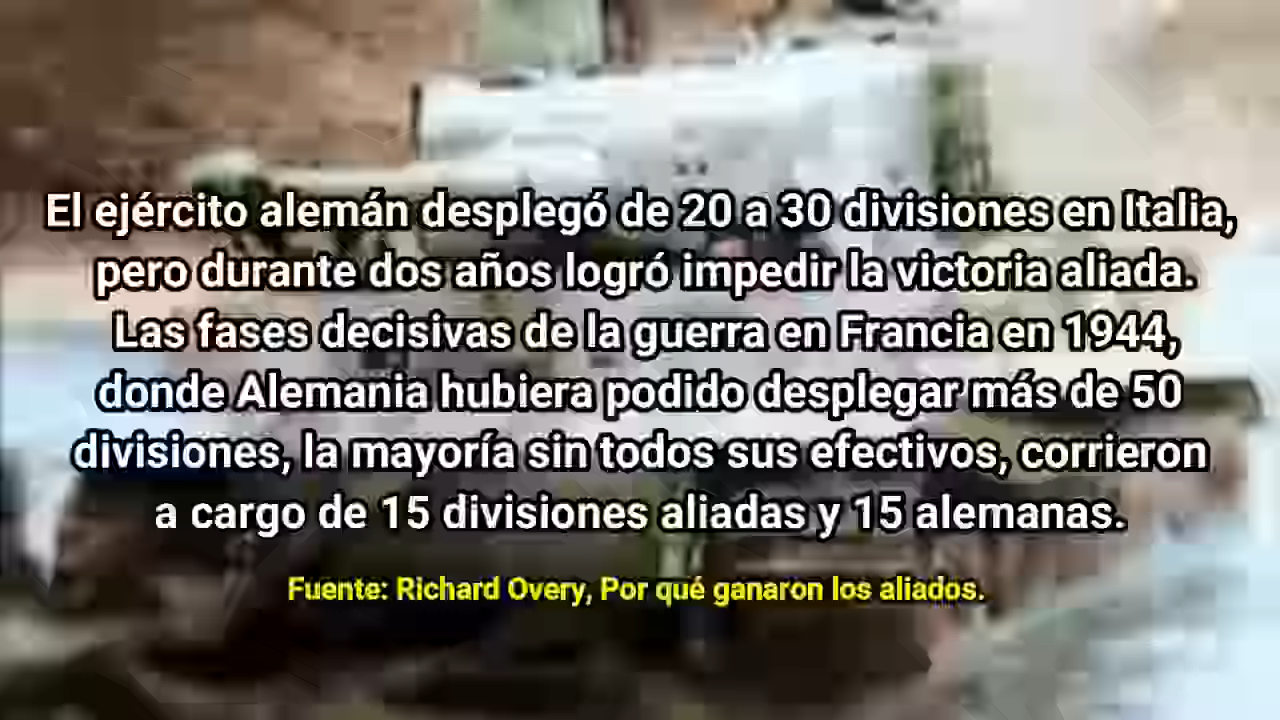 El ejército alemán desplegó de 20 a 30 divisiones en Italia,
pero durante dos años logró impedir la victoria aliada.
Las fases decisivas de la guerra en Francia en 1944,
donde Alemania hubiera podido desplegar más de 50
divisiones, la mayoría sin todos sus efectivos, corrieron
a cargo de 15 divisiones aliadas y 15 alemanas.
Fuente: Richard Overy, Por qué ganaron los aliados.